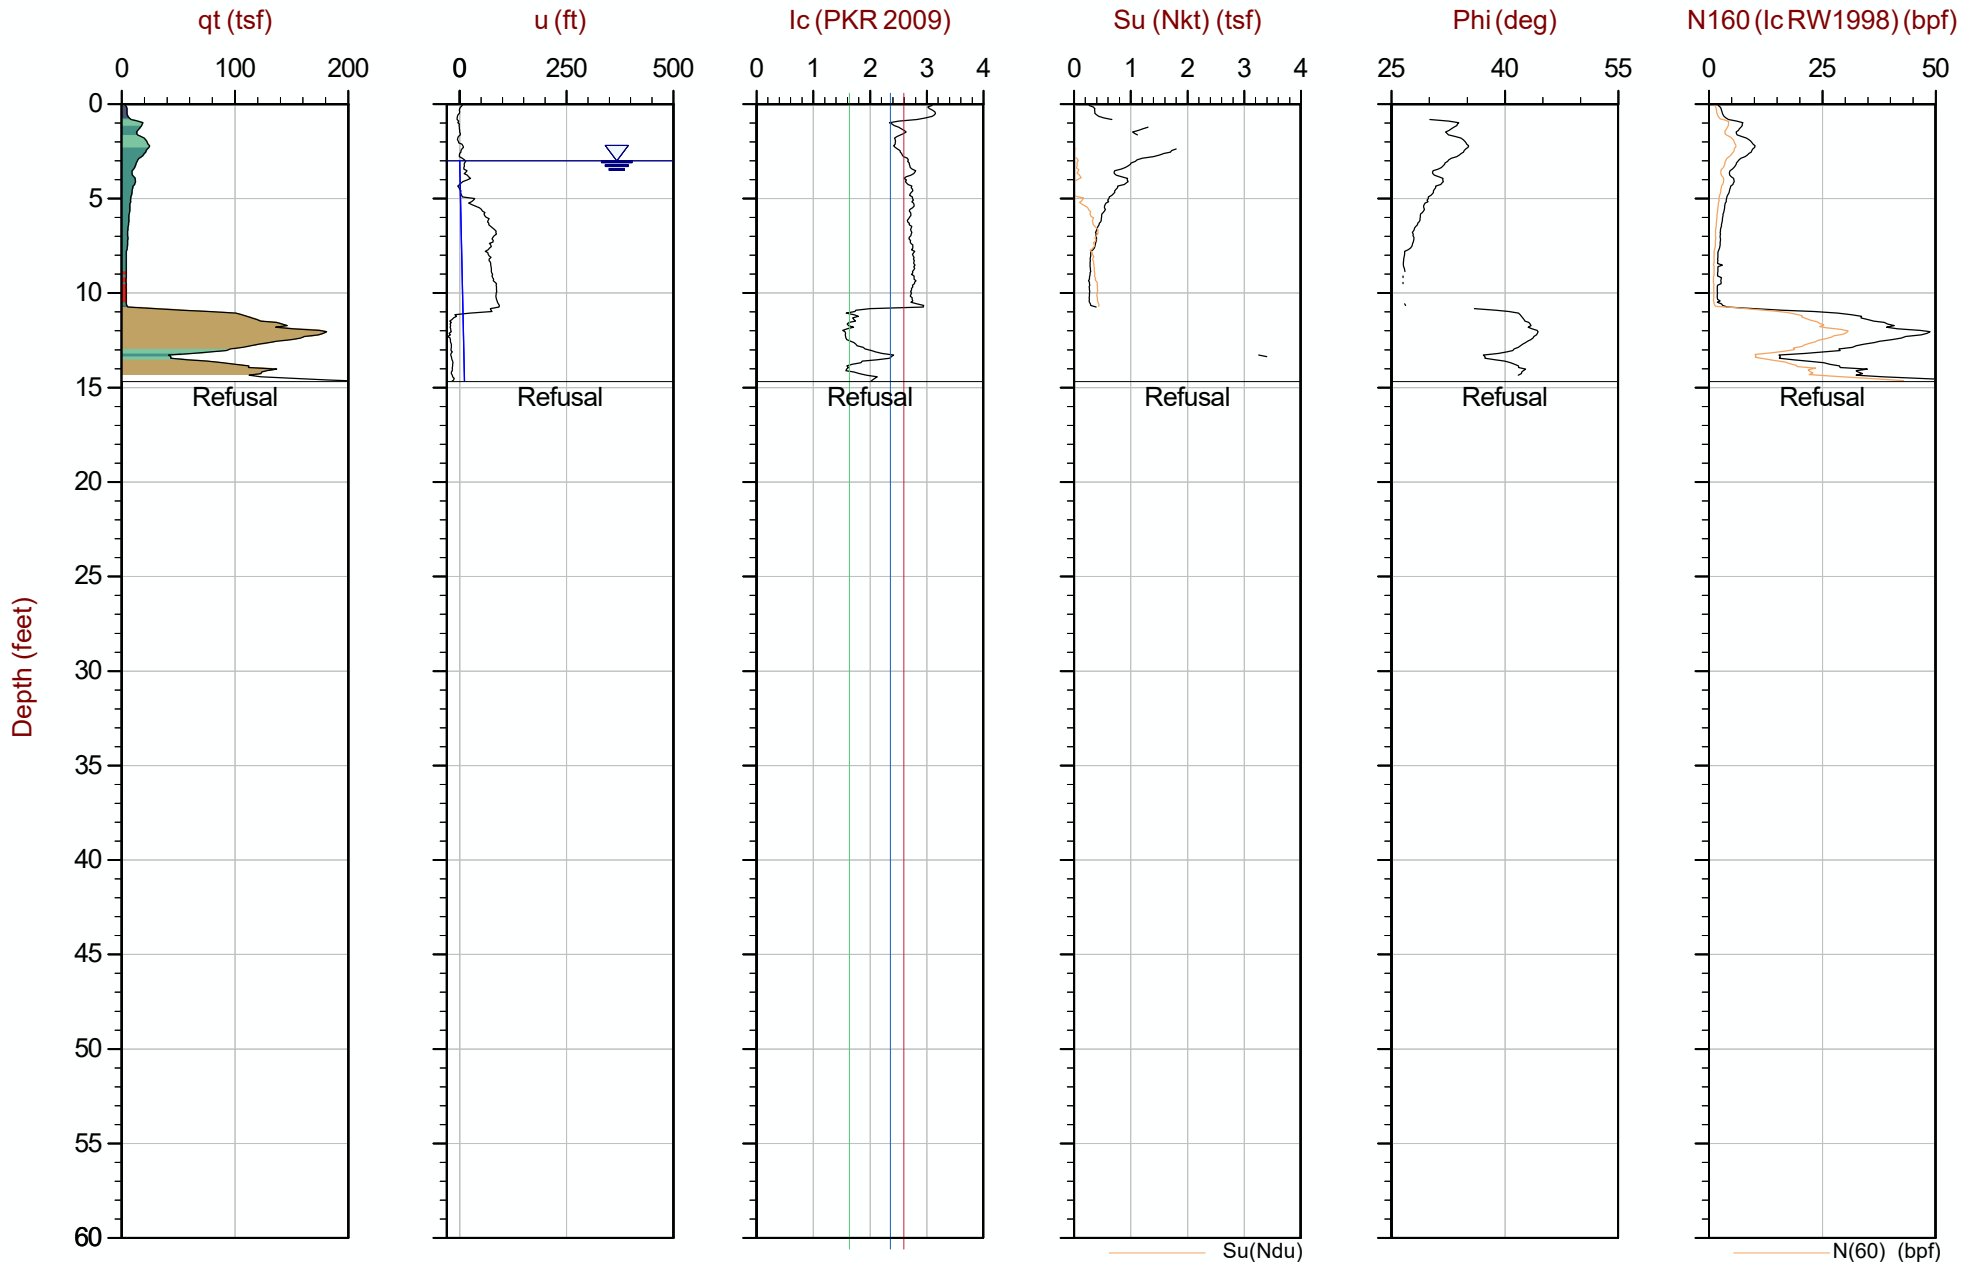 qt (tsf) u (ft) Ic (PKR 2009) Su (Nkt) (tsf) Phi (deg) N160 (Ic RW1998) (bpf)
0 100 200 0 250 500 0 1 2 3 4 0 1 2 3 4 25 40 55 0 25 50
0
5
10
15
Refusal Refusal Refusal Refusal Refusal Refusal
20
25
30
35
40
45
50
55
60
Depth (feet)
Su(Ndu) N(60) (bpf)